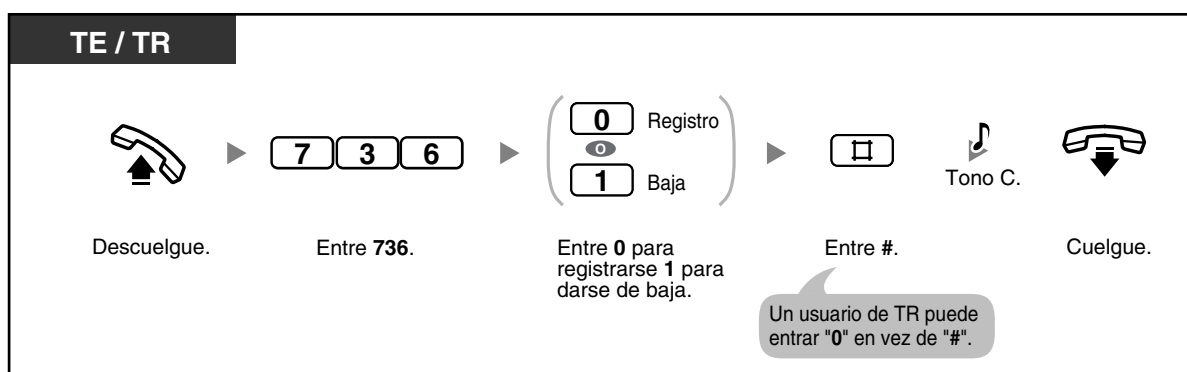 TE / TR
7 3 6
0 Registro
o
1 Baja
Tono C.
Descuelgue.
Entre 736.
Entre 0 para
registrarse 1 para
darse de baja.
Entre #.
Cuelgue.
Un usuario de TR puede
entrar "0" en vez de "#".